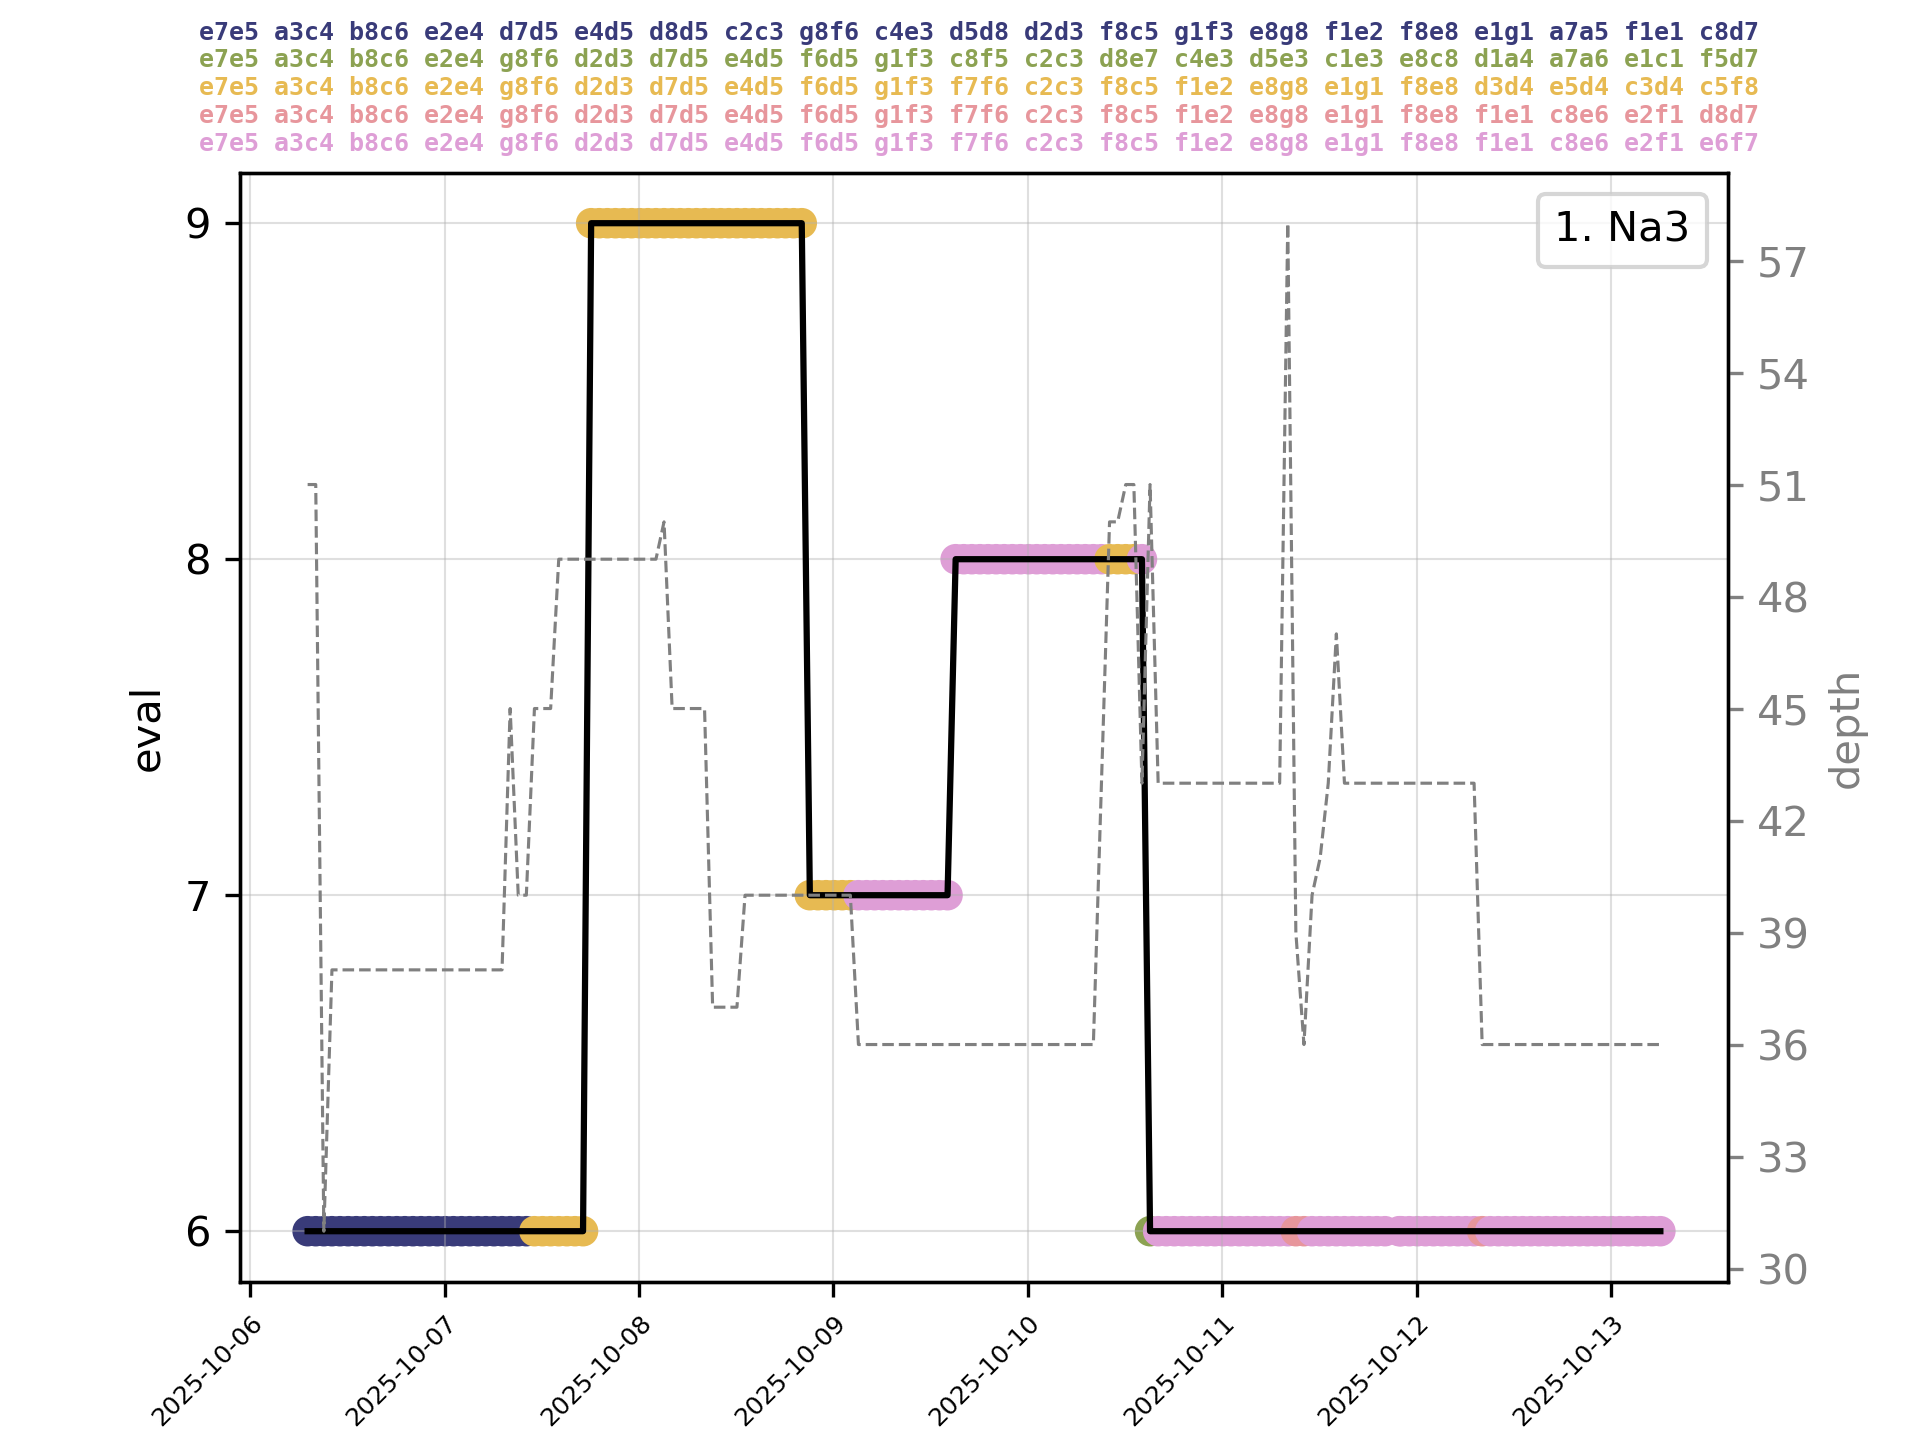 e7e5 a3c4 b8c6 e2e4 d7d5 e4d5 d8d5 c2c3 g8f6 c4e3 d5d8 d2d3 f8c5 g1f3 e8g8 f1e2 f8e8 e1g1 a7a5 f1e1 c8d7
e7e5 a3c4 b8c6 e2e4 g8f6 d2d3 d7d5 e4d5 f6d5 g1f3 c8f5 c2c3 d8e7 c4e3 d5e3 c1e3 e8c8 d1a4 a7a6 e1c1 f5d7
e7e5 a3c4 b8c6 e2e4 g8f6 d2d3 d7d5 e4d5 f6d5 g1f3 f7f6 c2c3 f8c5 f1e2 e8g8 e1g1 f8e8 d3d4 e5d4 c3d4 c5f8
e7e5 a3c4 b8c6 e2e4 g8f6 d2d3 d7d5 e4d5 f6d5 g1f3 f7f6 c2c3 f8c5 f1e2 e8g8 e1g1 f8e8 f1e1 c8e6 e2f1 d8d7
e7e5 a3c4 b8c6 e2e4 g8f6 d2d3 d7d5 e4d5 f6d5 g1f3 f7f6 c2c3 f8c5 f1e2 e8g8 e1g1 f8e8 f1e1 c8e6 e2f1 e6f7
1. Na3
9
8
7
6
eval
57
54
51
48
45
42
39
36
33
30
depth
2025-10-06
2025-10-07
2025-10-08
2025-10-09
2025-10-10
2025-10-11
2025-10-12
2025-10-13